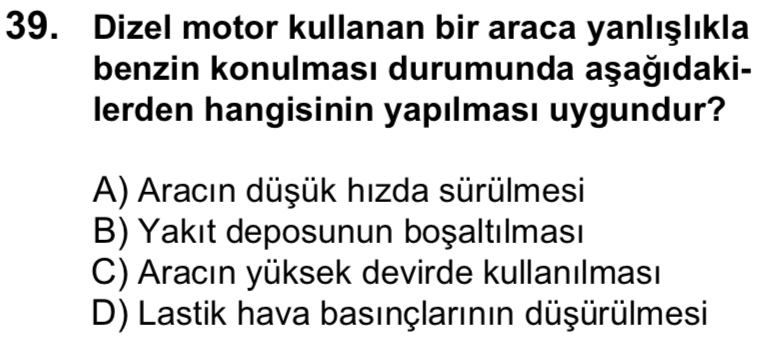 39. Dizel motor kullanan bir araca yanlışlıkla
benzin konulması durumunda aşağıdaki-
lerden hangisinin yapılması uygundur?
A) Aracın düşük hızda sürülmesi
B) Yakıt deposunun boşaltılması
C) Aracın yüksek devirde kullanılması
D) Lastik hava basınçlarının düşürülmesi